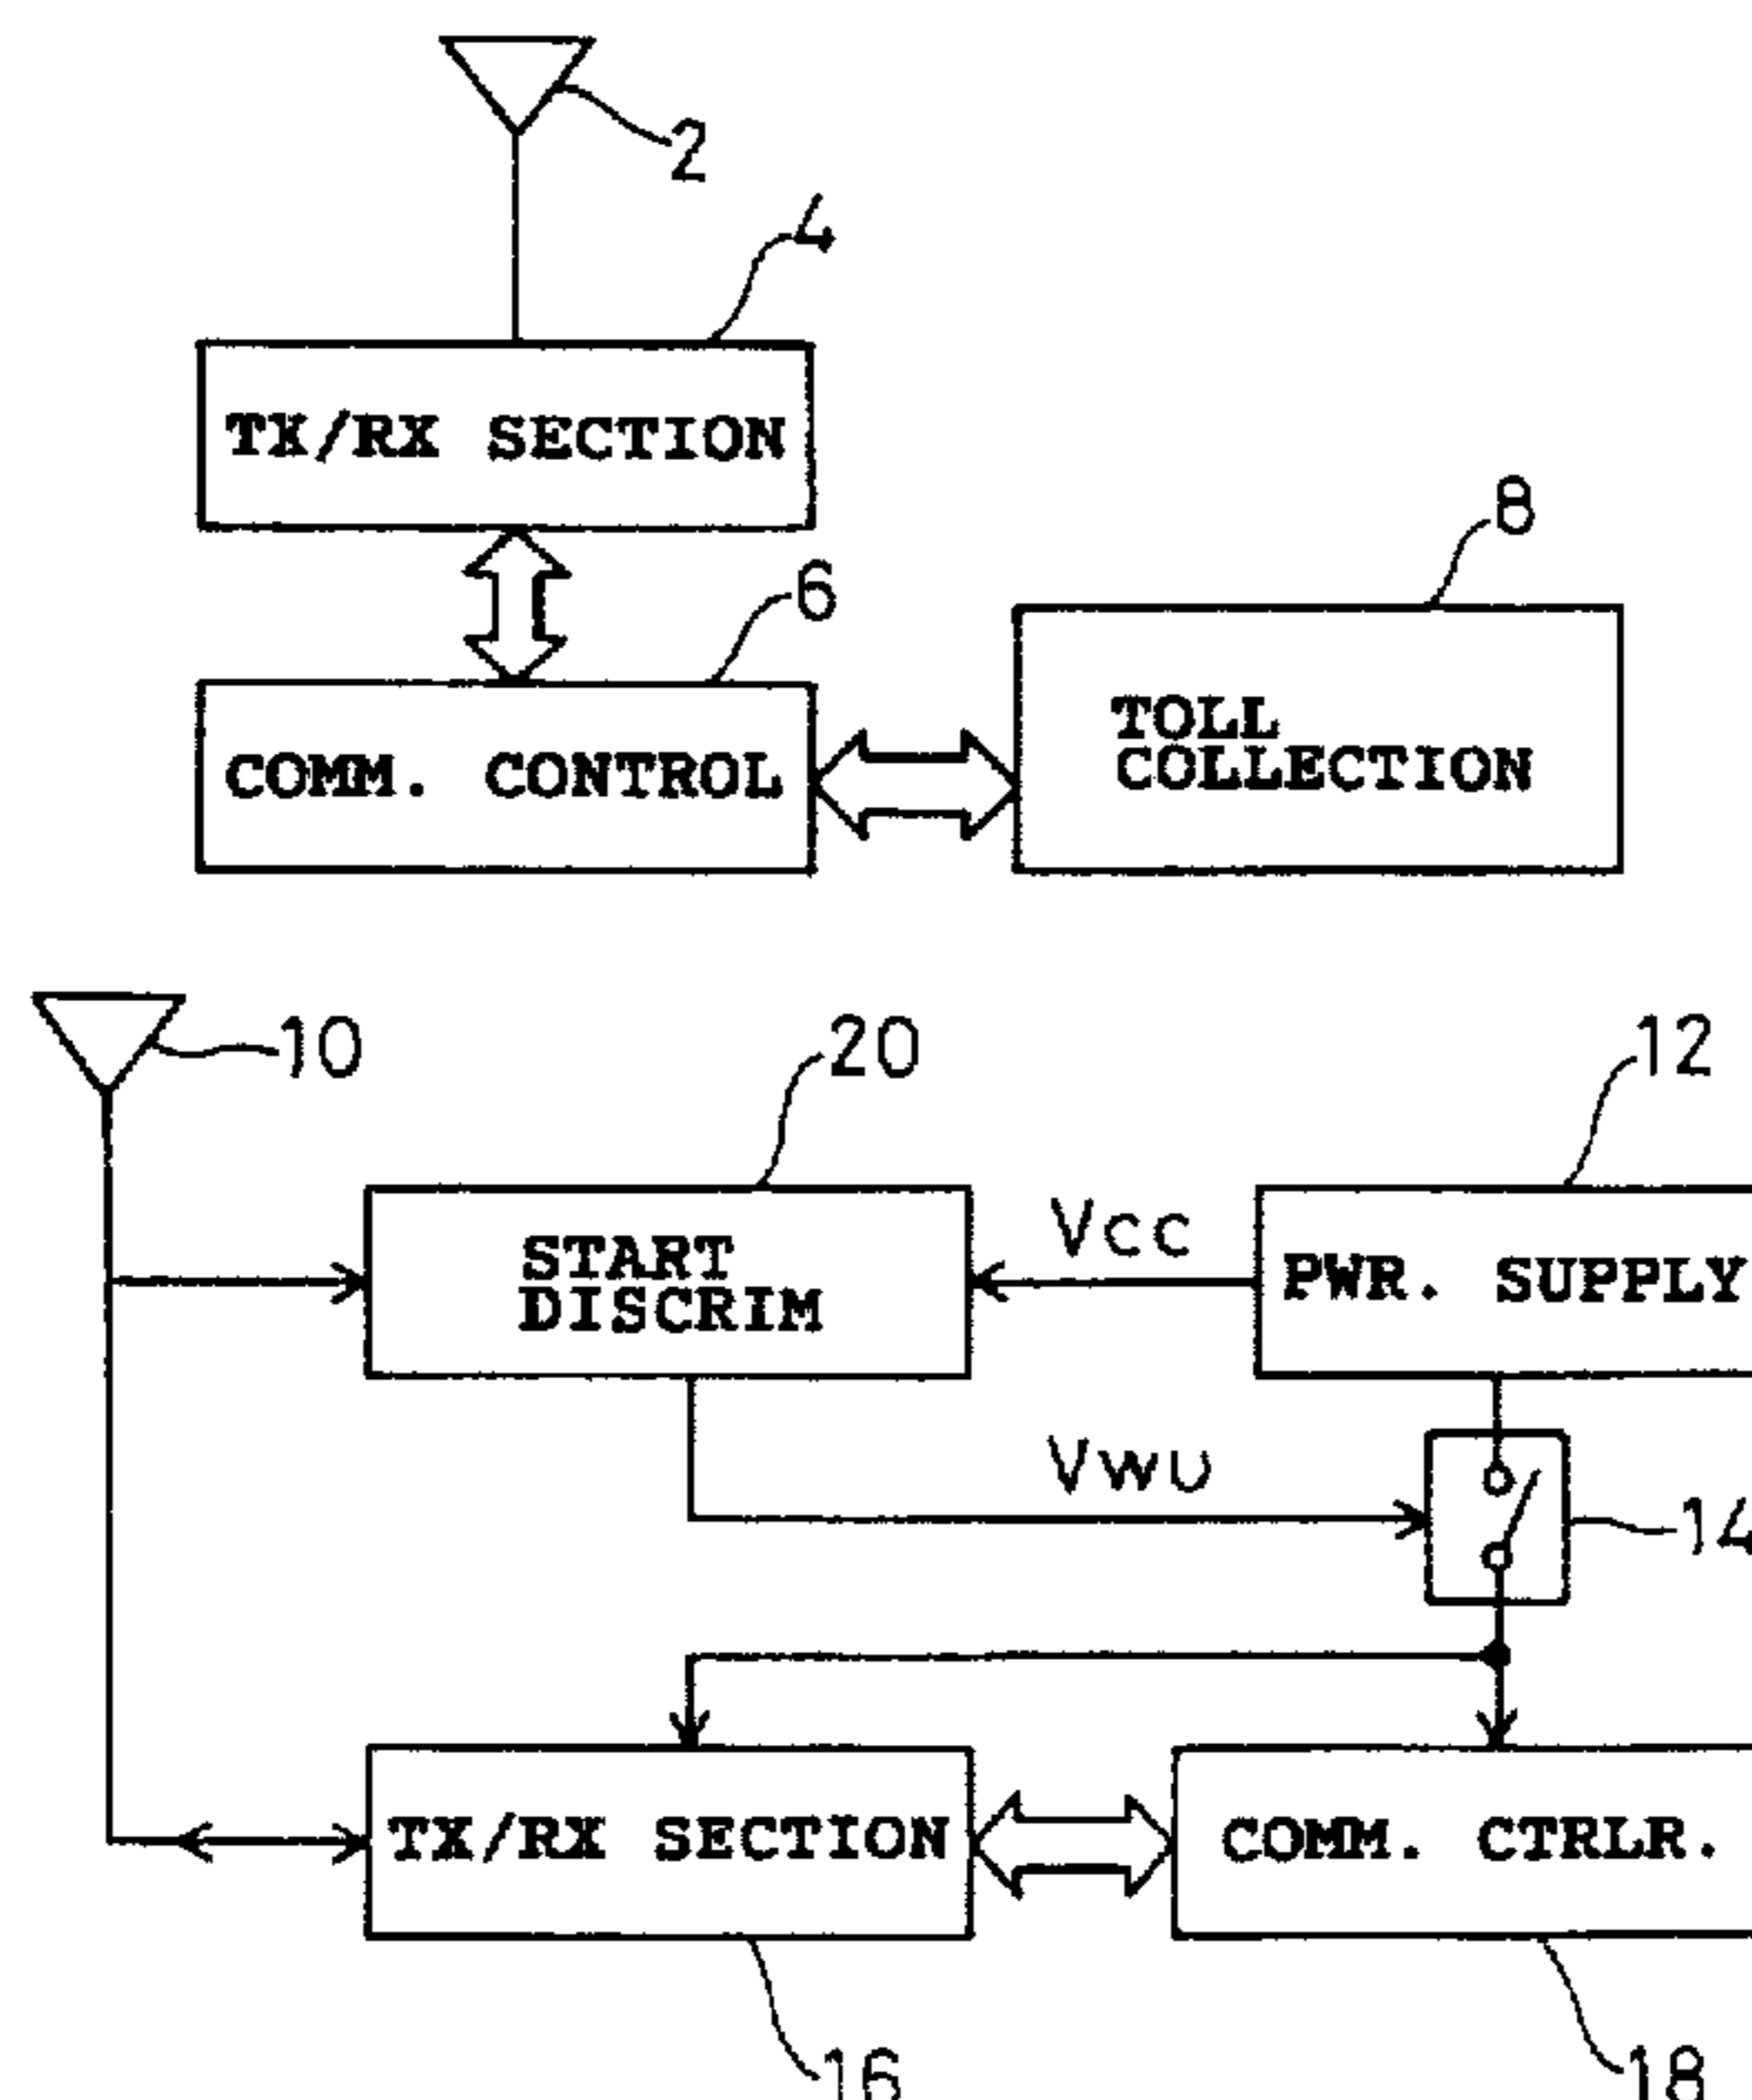 2
4
TX/RX SECTION
8
6
TOLL
COLLECTION
COMM. CONTROL
10
20
12
START
DISCRIM
Vcc
PWR. SUPPLY
Vwu
14
TX/RX SECTION
COMM. CTRLR.
16
18